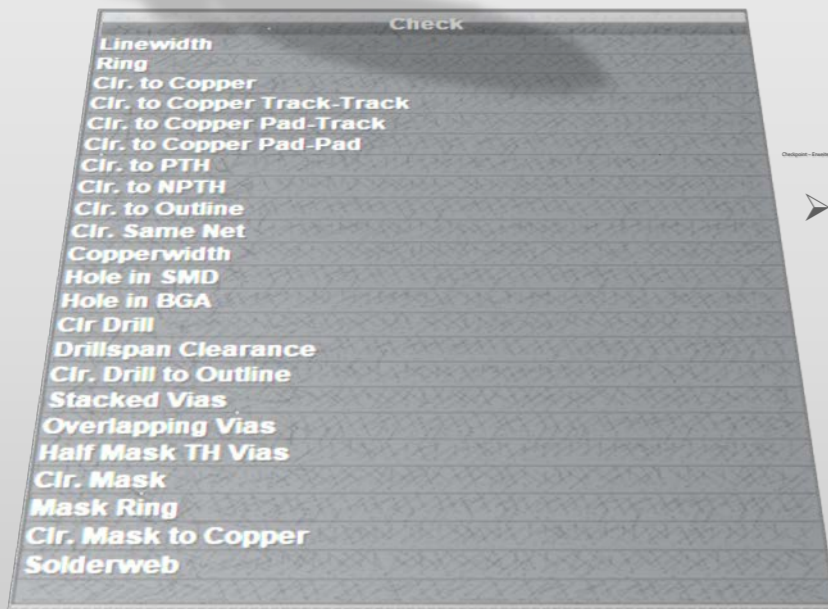 Check
Linewidth
Ring
Clr. to Copper
Clr. to Copper Track-Track
Clr. to Copper Pad-Track
Clr. to Copper Pad-Pad
Clr. to PTH
Clr. to NPTH
Clr. to Outline
Clr. Same Net
Copperwidth
Hole in SMD
Hole in BGA
Clr Drill
Drillspan Clearance
Clr. Drill to Outline
Stacked Vias
Overlapping Vias
Half Mask TH Vias
Clr. Mask
Mask Ring
Clr. Mask to Copper
Solderweb